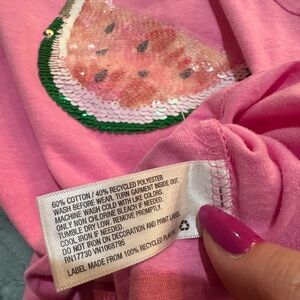 60% COTTON / 40% RECYCLED POLYESTER
WASH BEFORE WEAR. TURN GARMENT INSIDE OUT.
MACHINE WASH COLD WITH LIKE COLORS.
ONLY NON CHLORINE BLEACH IF NEEDED.
TUMBLE DRY LOW. REMOVE PROMPTLY.
COOL IRON IF NEEDED.
DO NOT IRON ON DECORATION AND PRINT LABEL.
RN17730 VN1068795
LABEL MADE FROM 100% RECYCLED PLASTIC